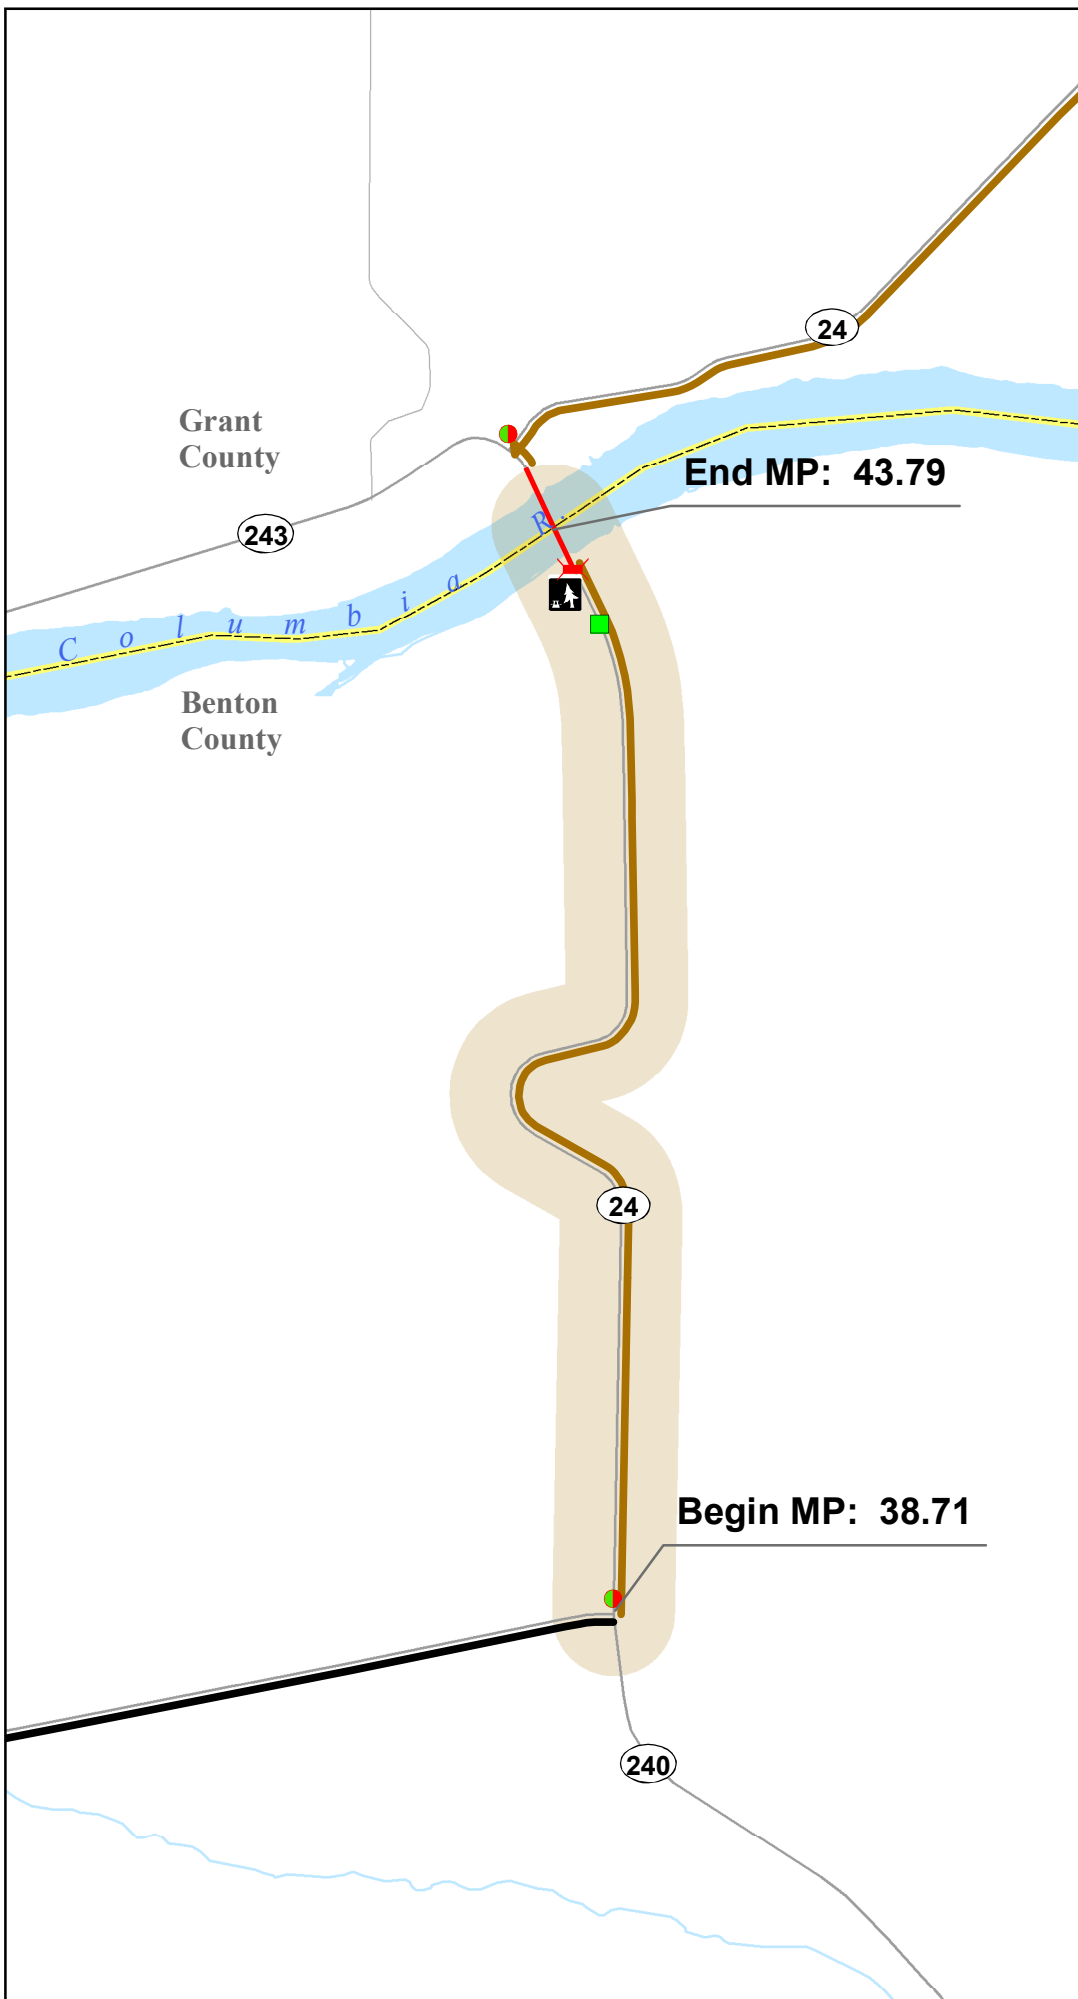 24
Grant
County
End MP: 43.79
243
Columbia R.
Benton
County
24
Begin MP: 38.71
240